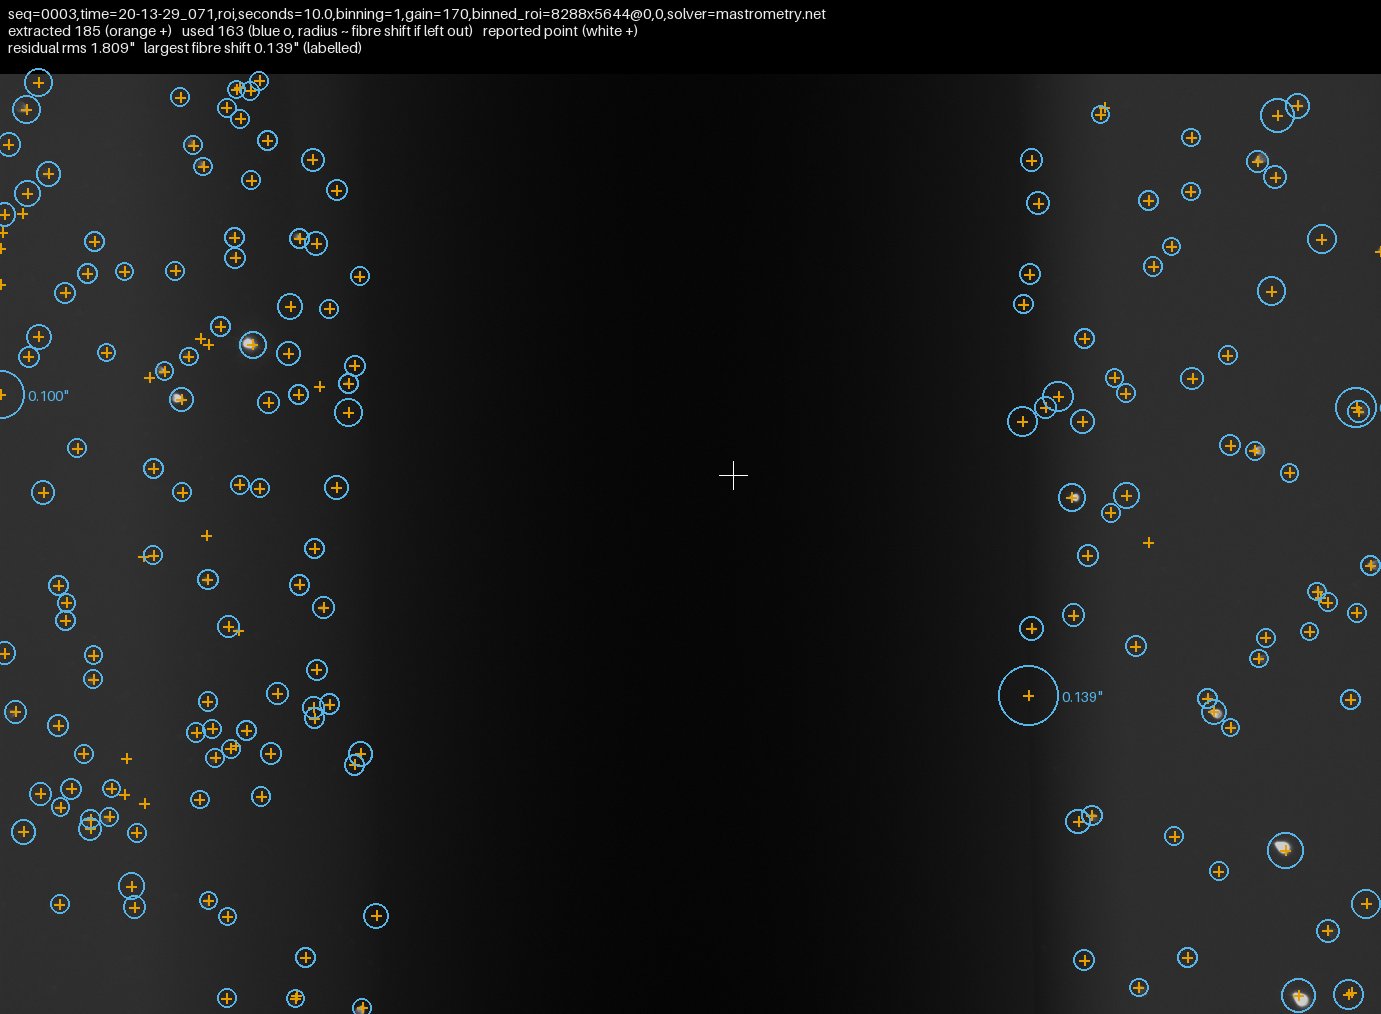 seq=0003,time=20-13-29_071,roi,seconds=10.0,binning=1,gain=170,binned_roi=8288x5644@0,0,solver=mastrometry.net
extracted 185 (orange +)   used 163 (blue o, radius ~ fibre shift if left out)   reported point (white +)
residual rms 1.809"   largest fibre shift 0.139" (labelled)
0.100"
0.139"